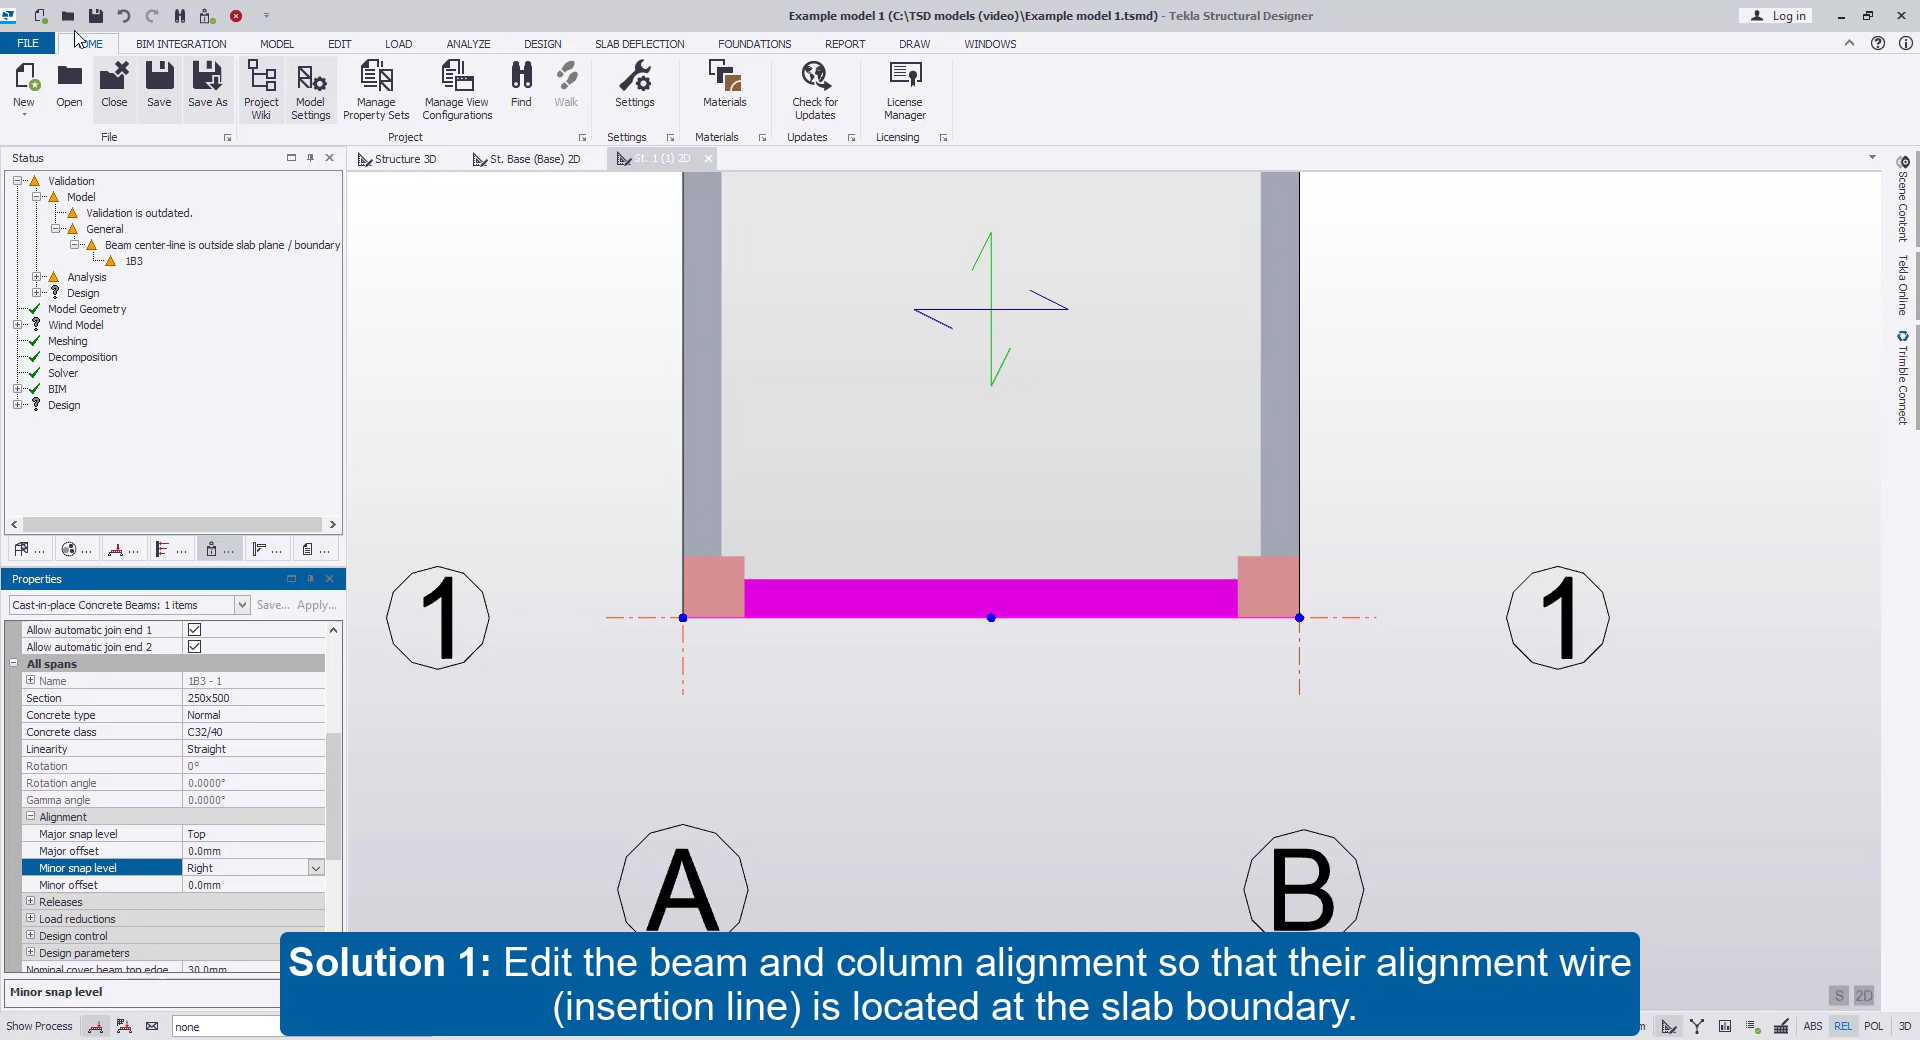 Example model 1 (C:\TSD models (video)\Example model 1.tsmd) - Tekla Structural Designer
Log in
FILE
OME
BIM INTEGRATION
MODEL
EDIT
LOAD
ANALYZE
DESIGN
SLAB DEFLECTION
FOUNDATIONS
REPORT
DRAW
WINDOWS
New
Open
Close
Save
Save As
Project
Wiki
Model
Settings
Manage
Property Sets
Manage View
Configurations
Find
Walk
Settings
Materials
Check for
Updates
License
Manager
File
Project
Settings
Materials
Updates
Licensing
Status
Structure 3D
St. Base (Base) 2D
St. 1 (1) 2D
Validation
Model
Validation is outdated.
General
Beam center-line is outside slab plane / boundary
1B3
Analysis
Design
Model Geometry
Wind Model
Meshing
Decomposition
Solver
BIM
Design
Scene Content
Tekla Online
Trimble Connect
Properties
Cast-in-place Concrete Beams: 1 items
Save...
Apply...
Allow automatic join end 1
Allow automatic join end 2
All spans
Name 1B3 - 1
Section 250x500
Concrete type Normal
Concrete class C32/40
Linearity Straight
Rotation 0°
Rotation angle 0.0000°
Gamma angle 0.0000°
Alignment
Major snap level Top
Major offset 0.0mm
Minor snap level Right
Minor offset 0.0mm
Releases
Load reductions
Design control
Design parameters
Nominal cover beam top edge 30.0mm
Minor snap level
1
1
A
B
Solution 1: Edit the beam and column alignment so that their alignment wire
(insertion line) is located at the slab boundary.
S 2D
Show Process
none
ABS
REL
POL
3D